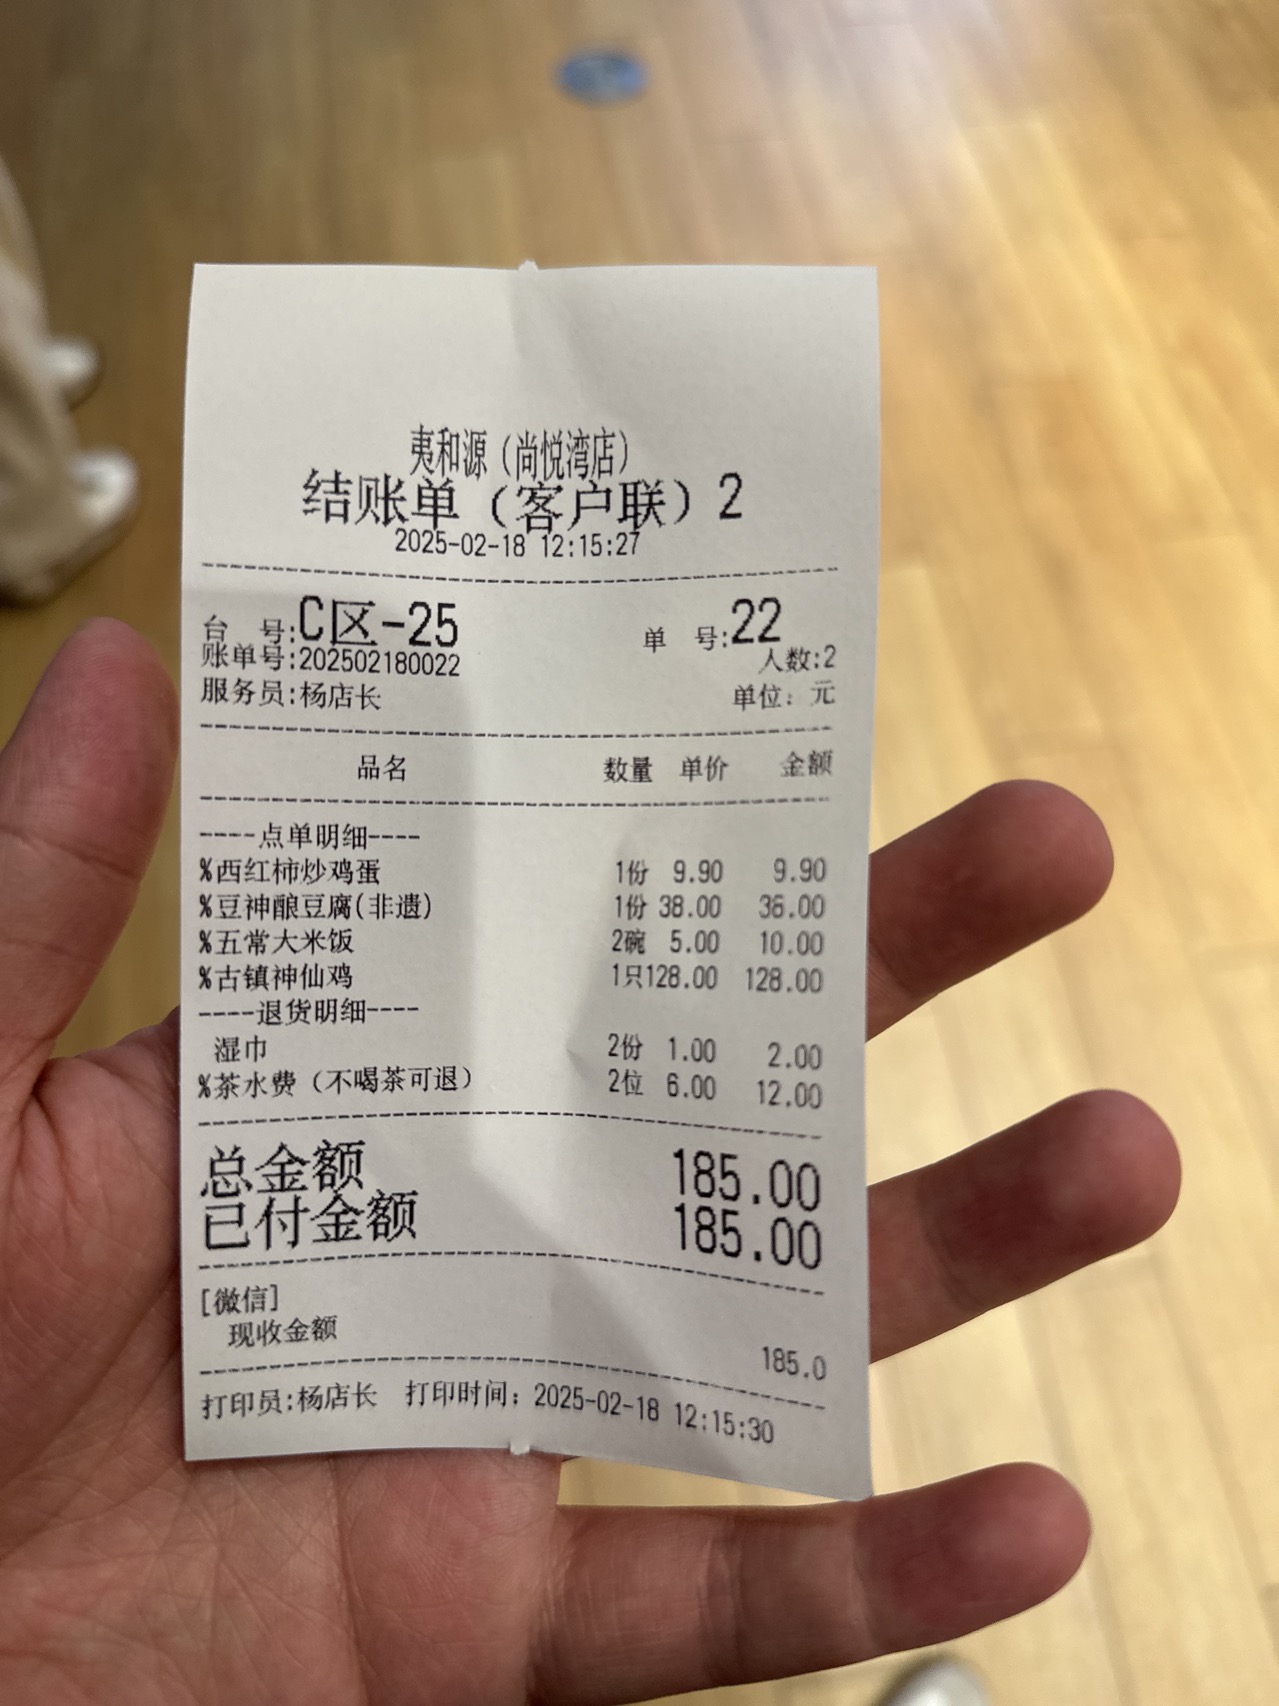 夷和源（尚悦湾店）
结账单（客户联）2
2025-02-18 12:15:27
台 号:C区-25 单 号:22
账单号:202502180022 人数:2
服务员:杨店长 单位：元
品名 数量 单价 金额
----点单明细----
%西红柿炒鸡蛋 1份 9.90 9.90
%豆神酿豆腐(非遗) 1份 38.00 38.00
%五常大米饭 2碗 5.00 10.00
%古镇神仙鸡 1只128.00 128.00
----退货明细----
湿巾 2份 1.00 2.00
%茶水费（不喝茶可退） 2位 6.00 12.00
总金额 185.00
已付金额 185.00
[微信]
现收金额 185.0
打印员:杨店长 打印时间：2025-02-18 12:15:30